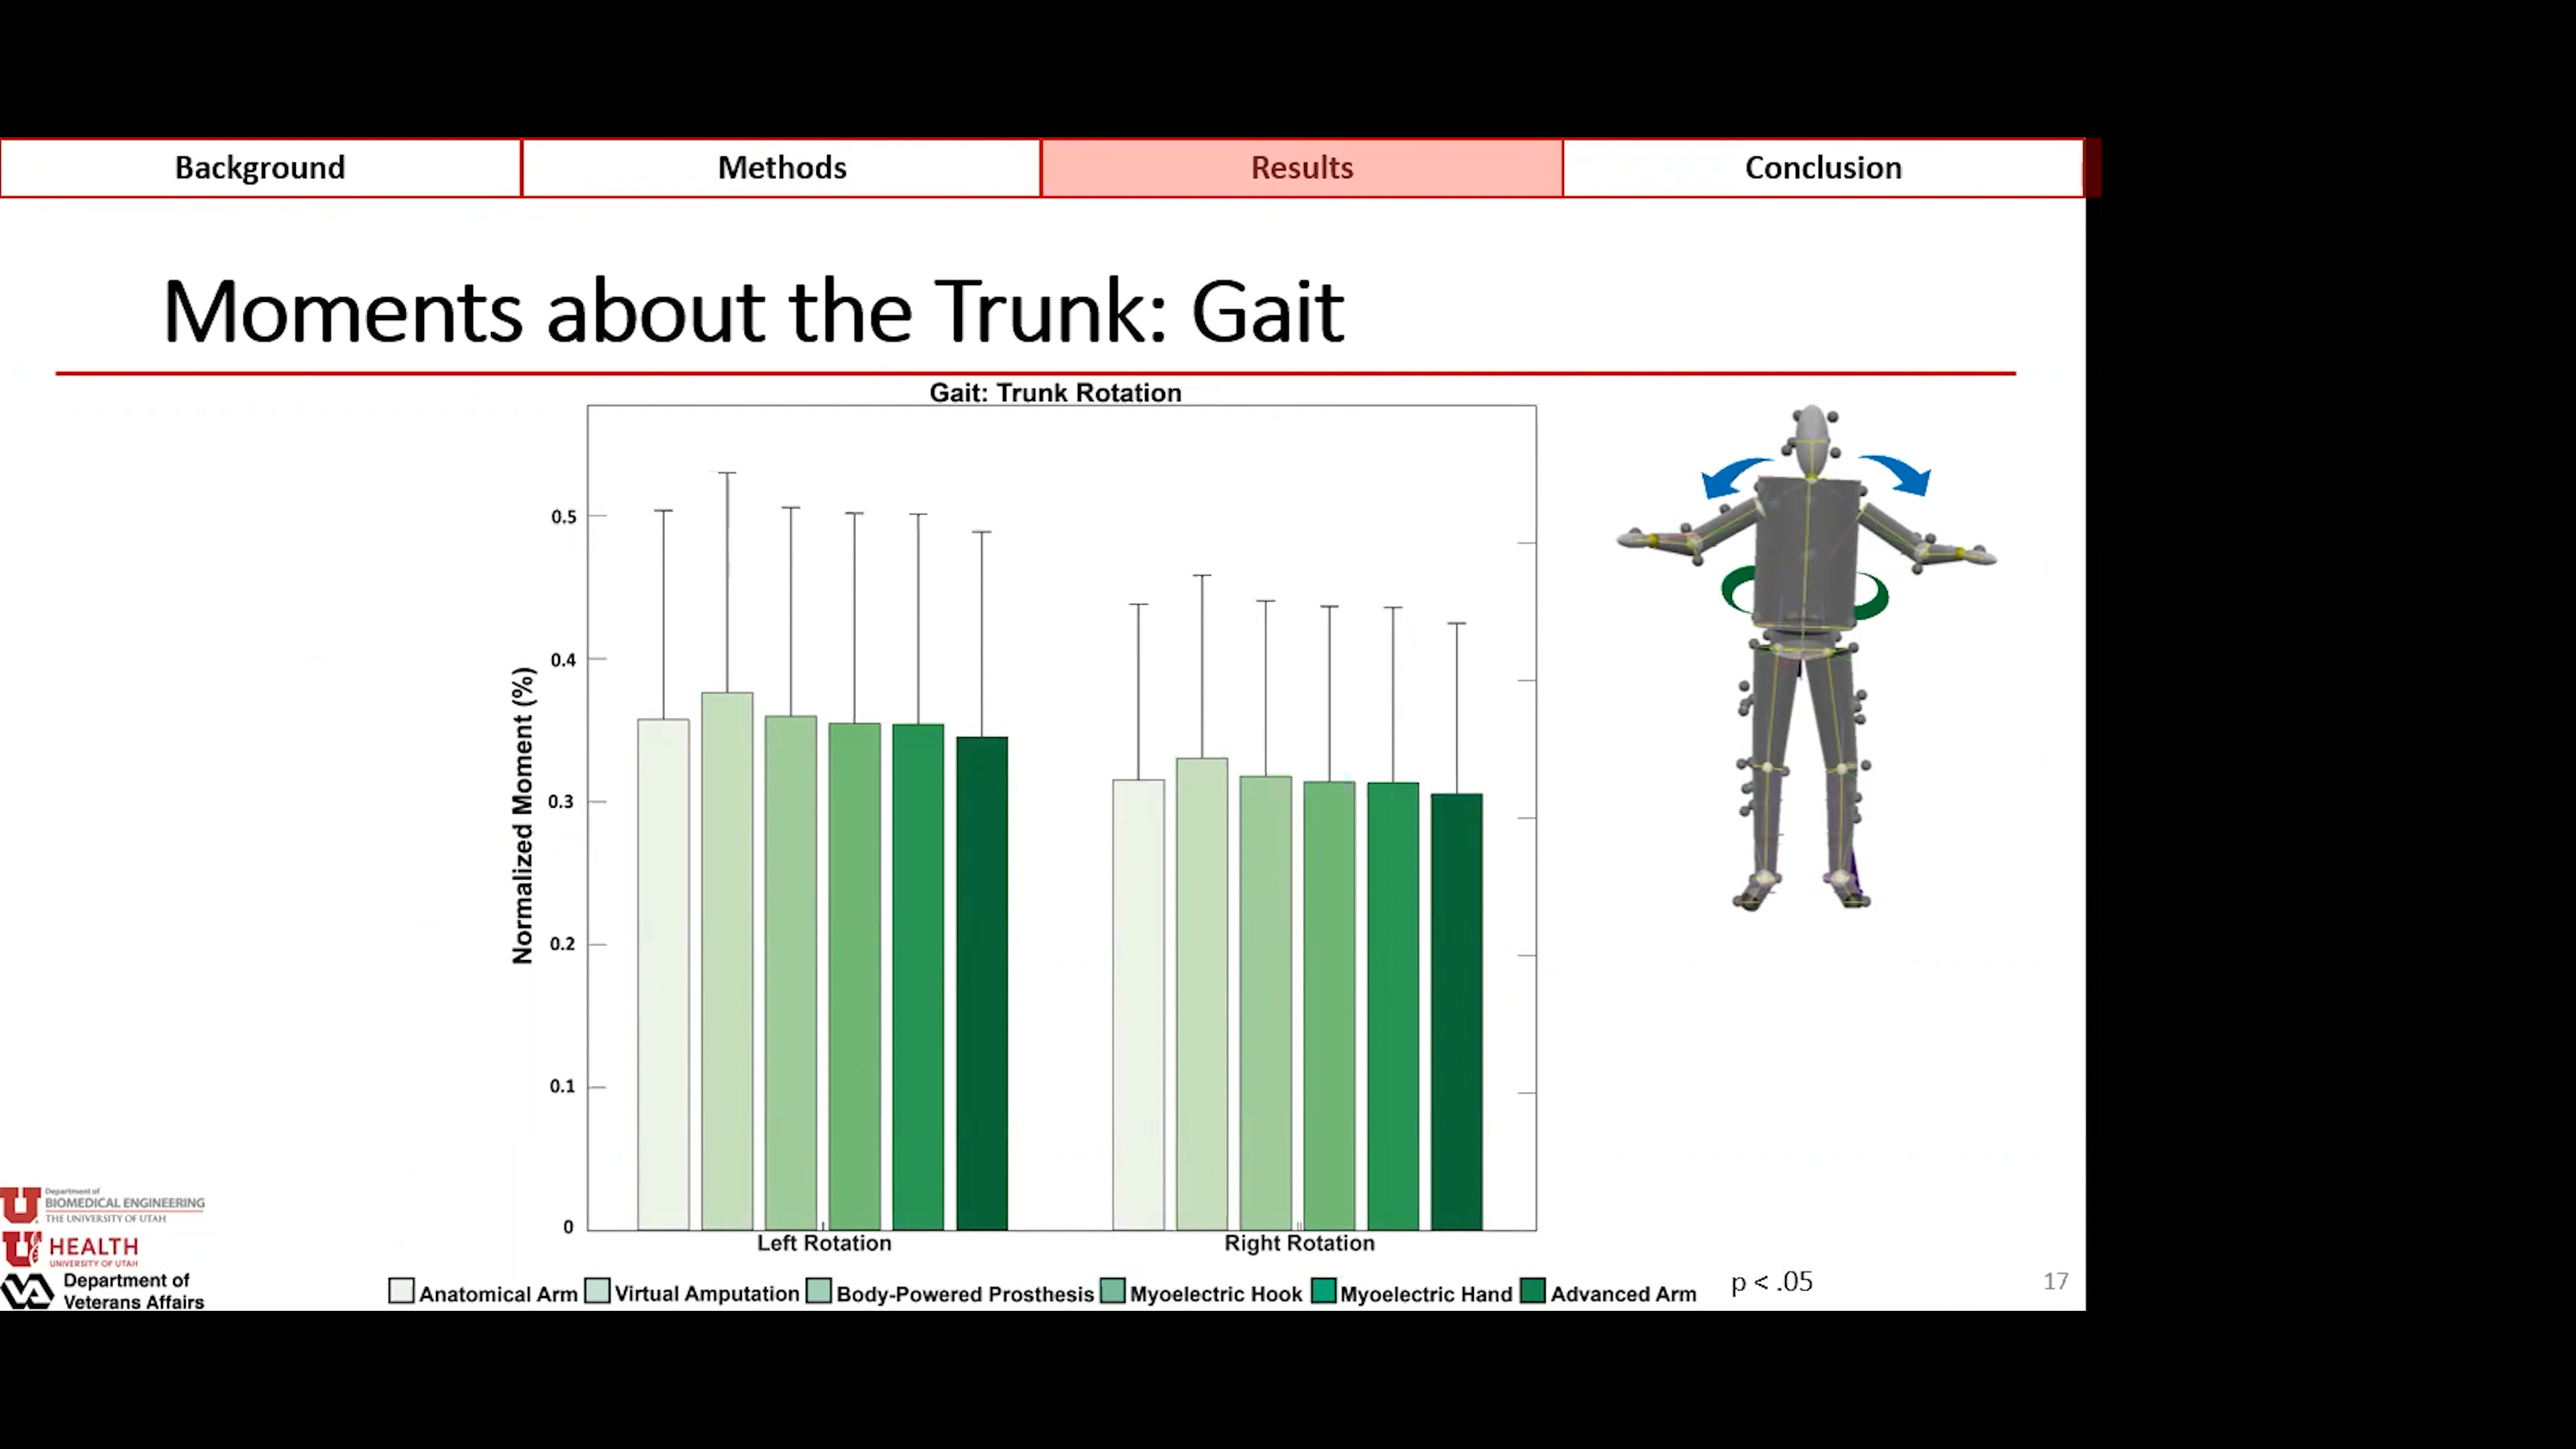 Background
Methods
Results
Conclusion
Moments about the Trunk: Gait
Gait: Trunk Rotation
Normalized Moment (%)
0.5
0.4
0.3
0.2
0.1
0
Left Rotation
Right Rotation
Anatomical Arm
Virtual Amputation
Body-Powered Prosthesis
Myoelectric Hook
Myoelectric Hand
Advanced Arm
p < .05
17
Department of
BIOMEDICAL ENGINEERING
THE UNIVERSITY OF UTAH
HEALTH
UNIVERSITY OF UTAH
VA
Department of
Veterans Affairs